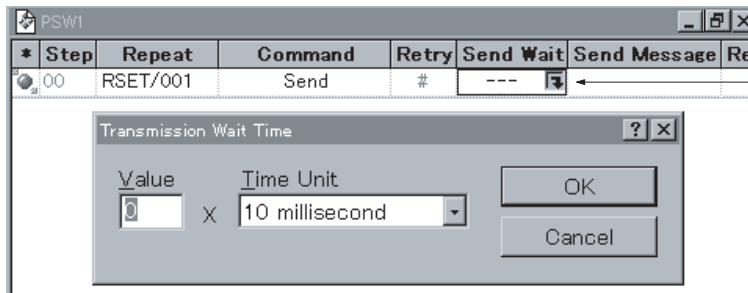 PSW1
* Step Repeat Command Retry Send Wait Send Message Re
00 RSET/001 Send # ---
Transmission Wait Time
Value Time Unit
0 X 10 millisecond
OK
Cancel